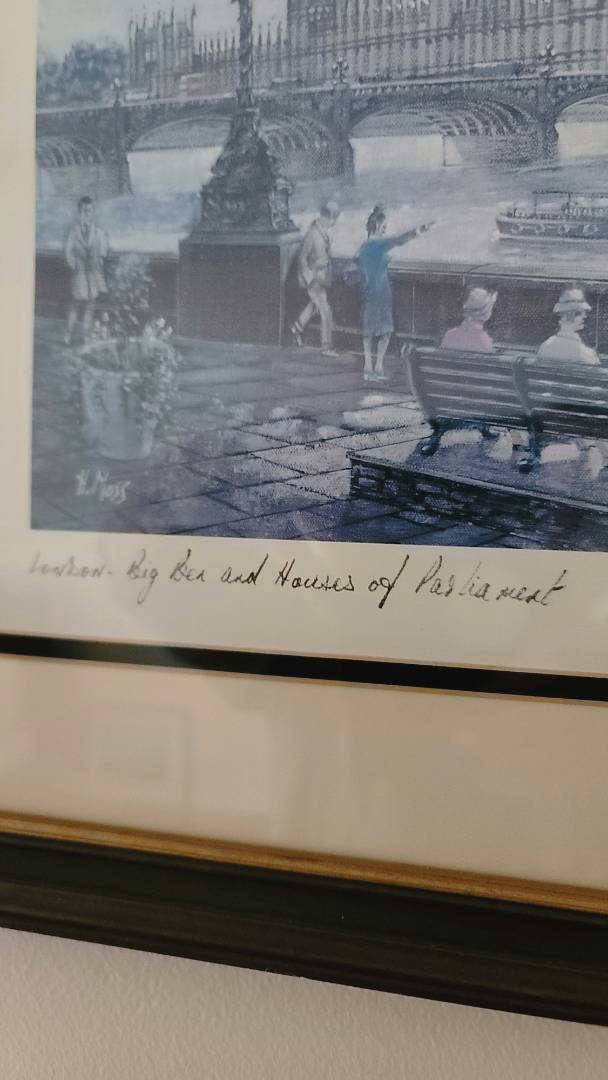 H. Moss
London - Big Ben and Houses of Parliament